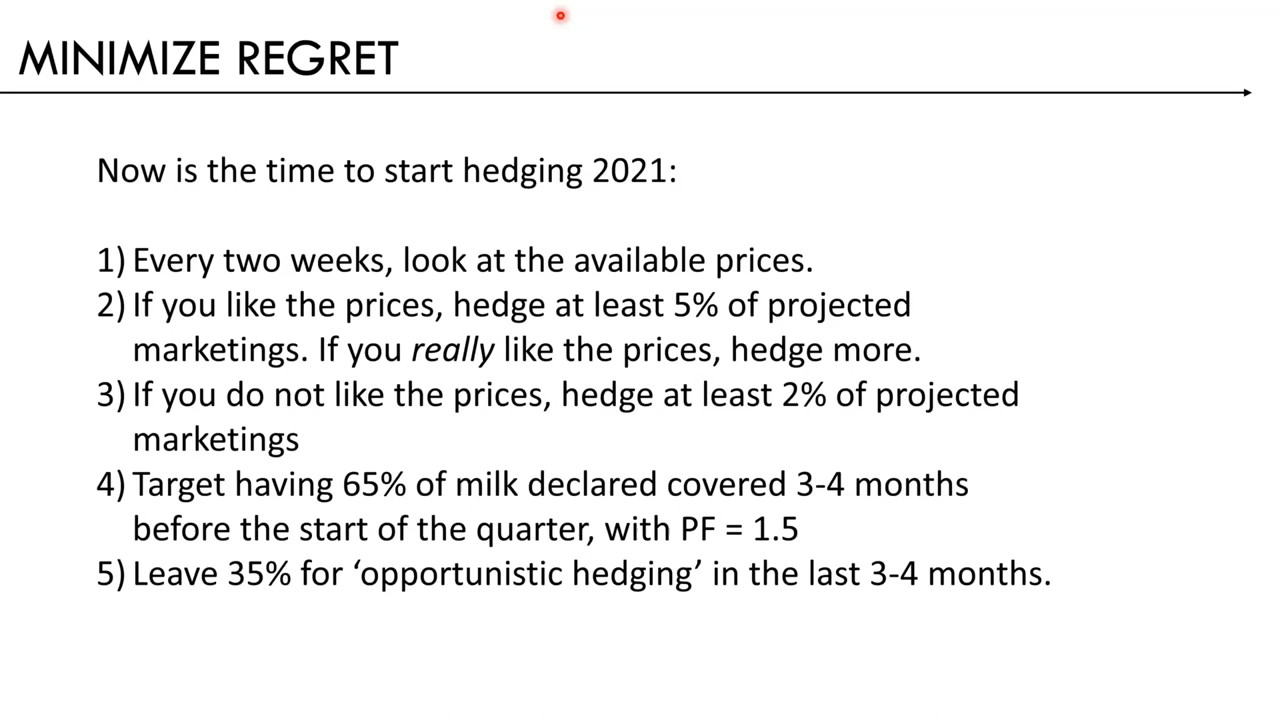 MINIMIZE REGRET
Now is the time to start hedging 2021:
1) Every two weeks, look at the available prices.
2) If you like the prices, hedge at least 5% of projected
marketings. If you really like the prices, hedge more.
3) If you do not like the prices, hedge at least 2% of projected
marketings
4) Target having 65% of milk declared covered 3-4 months
before the start of the quarter, with PF = 1.5
5) Leave 35% for ‘opportunistic hedging’ in the last 3-4 months.